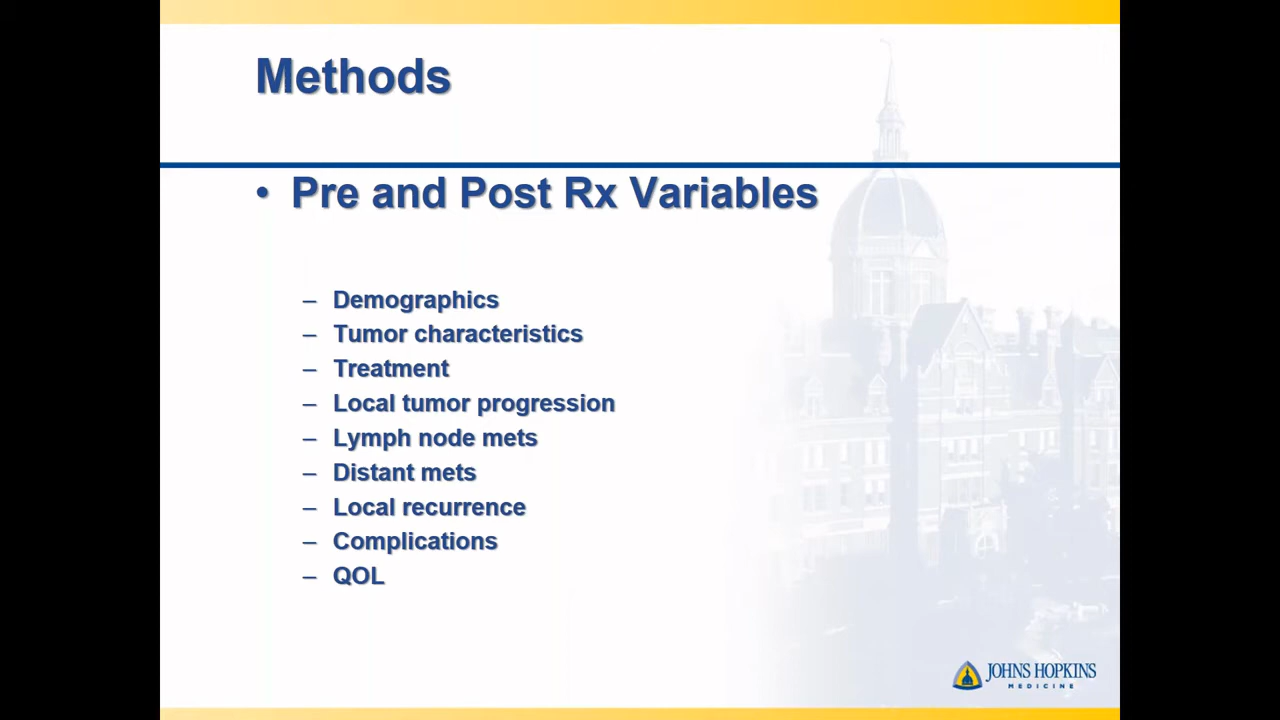 Methods
• Pre and Post Rx Variables
– Demographics
– Tumor characteristics
– Treatment
– Local tumor progression
– Lymph node mets
– Distant mets
– Local recurrence
– Complications
– QOL
JOHNS HOPKINS
MEDICINE